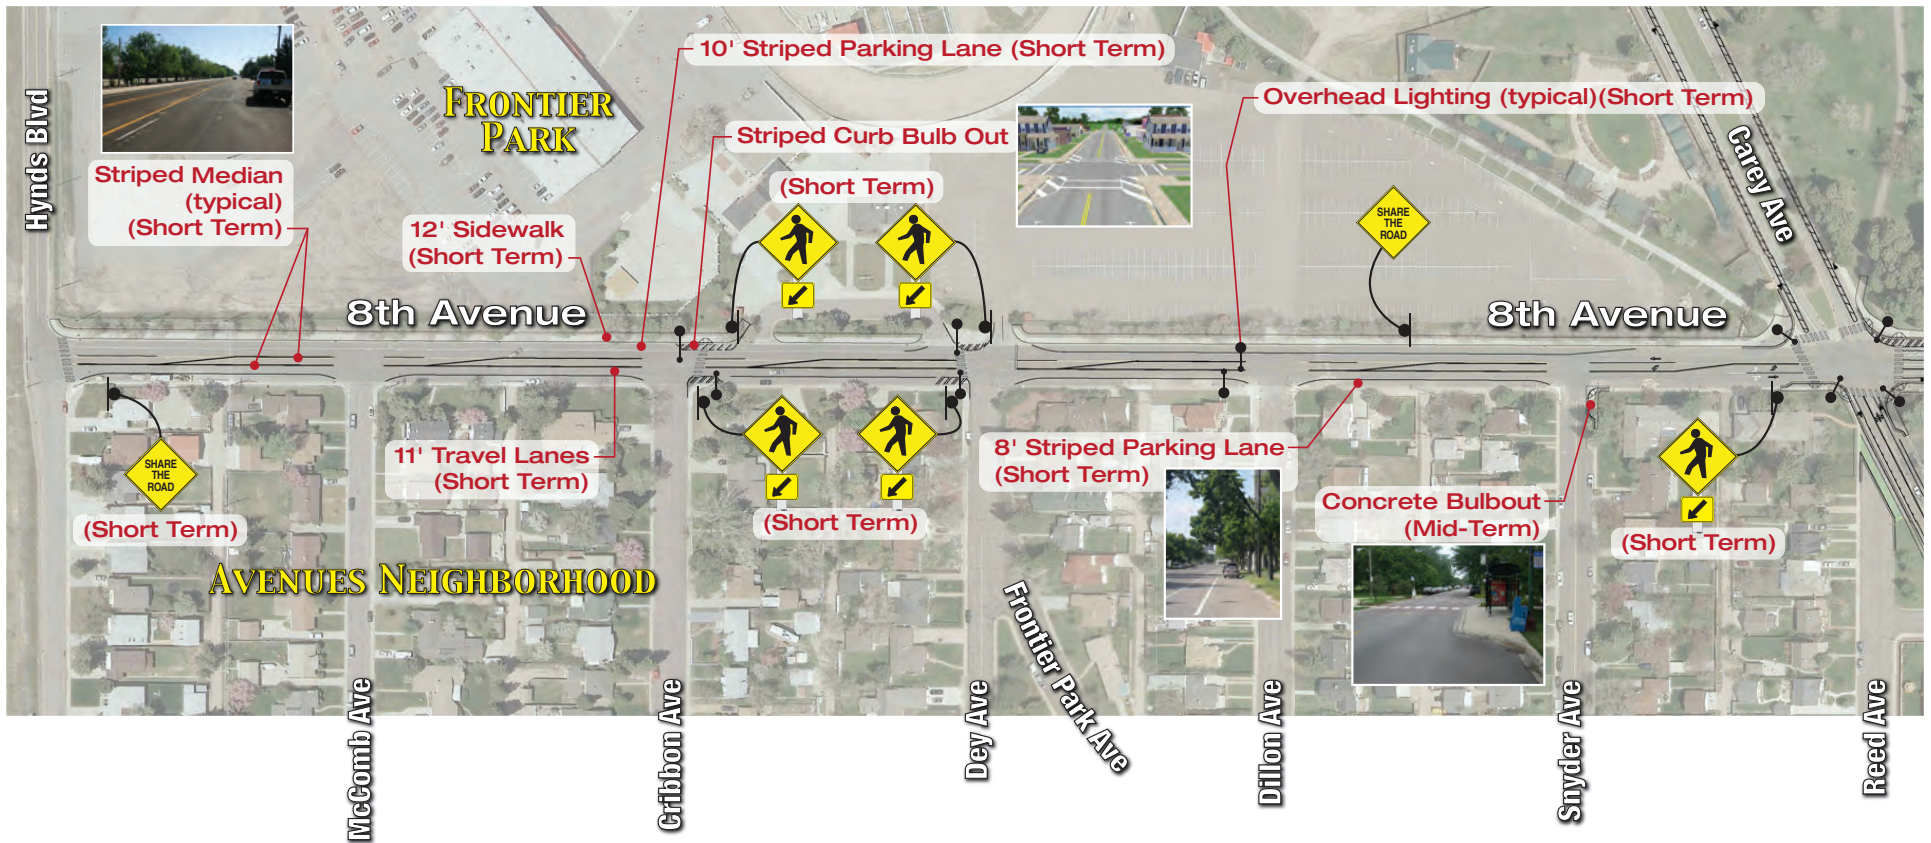 Hynds Blvd
Striped Median
(typical)
(Short Term)
FRONTIER
PARK
10' Striped Parking Lane (Short Term)
Striped Curb Bulb Out
(Short Term)
Overhead Lighting (typical)(Short Term)
Carey Ave
12' Sidewalk
(Short Term)
SHARE
THE
ROAD
8th Avenue
8th Avenue
11' Travel Lanes
(Short Term)
SHARE
THE
ROAD
(Short Term)
(Short Term)
8' Striped Parking Lane
(Short Term)
Concrete Bulbout
(Mid-Term)
(Short Term)
AVENUES NEIGHBORHOOD
McComb Ave
Cribbon Ave
Dey Ave
Frontier Park Ave
Dillon Ave
Snyder Ave
Reed Ave